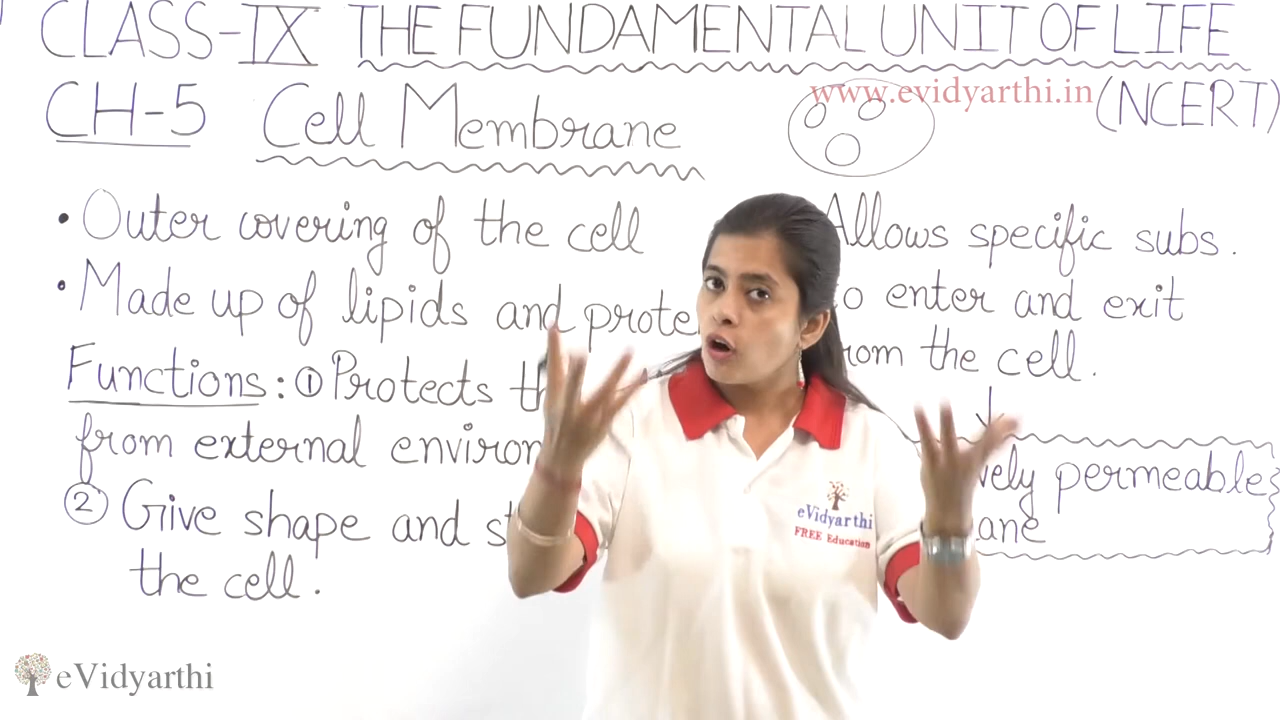 CLASS-IX THE FUNDAMENTAL UNIT OF LIFE
www.evidyarthi.in
CH-5 Cell Membrane (NCERT)
• Outer covering of the cell
• Made up of lipids and prote
Functions: ① Protects th
from external environ
② Give shape and s
the cell.
Allows specific subs.
to enter and exit
from the cell.
↓
vely permeable
ane
eVidyarthi
FREE Education
eVidyarthi